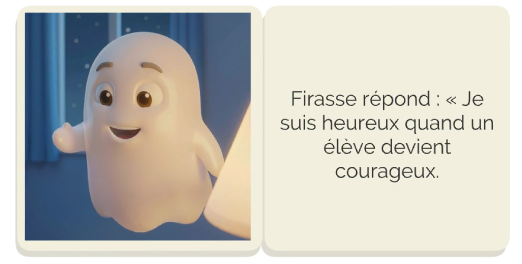 Firasse répond : « Je
suis heureux quand un
élève devient
courageux.